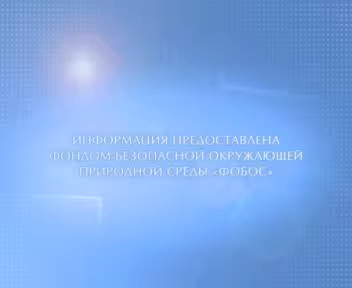 ИНФОРМАЦИЯ ПРЕДОСТАВЛЕНА
ФОНДОМ БЕЗОПАСНОЙ ОКРУЖАЮЩЕЙ
ПРИРОДНОЙ СРЕДЫ «ФОБОС»